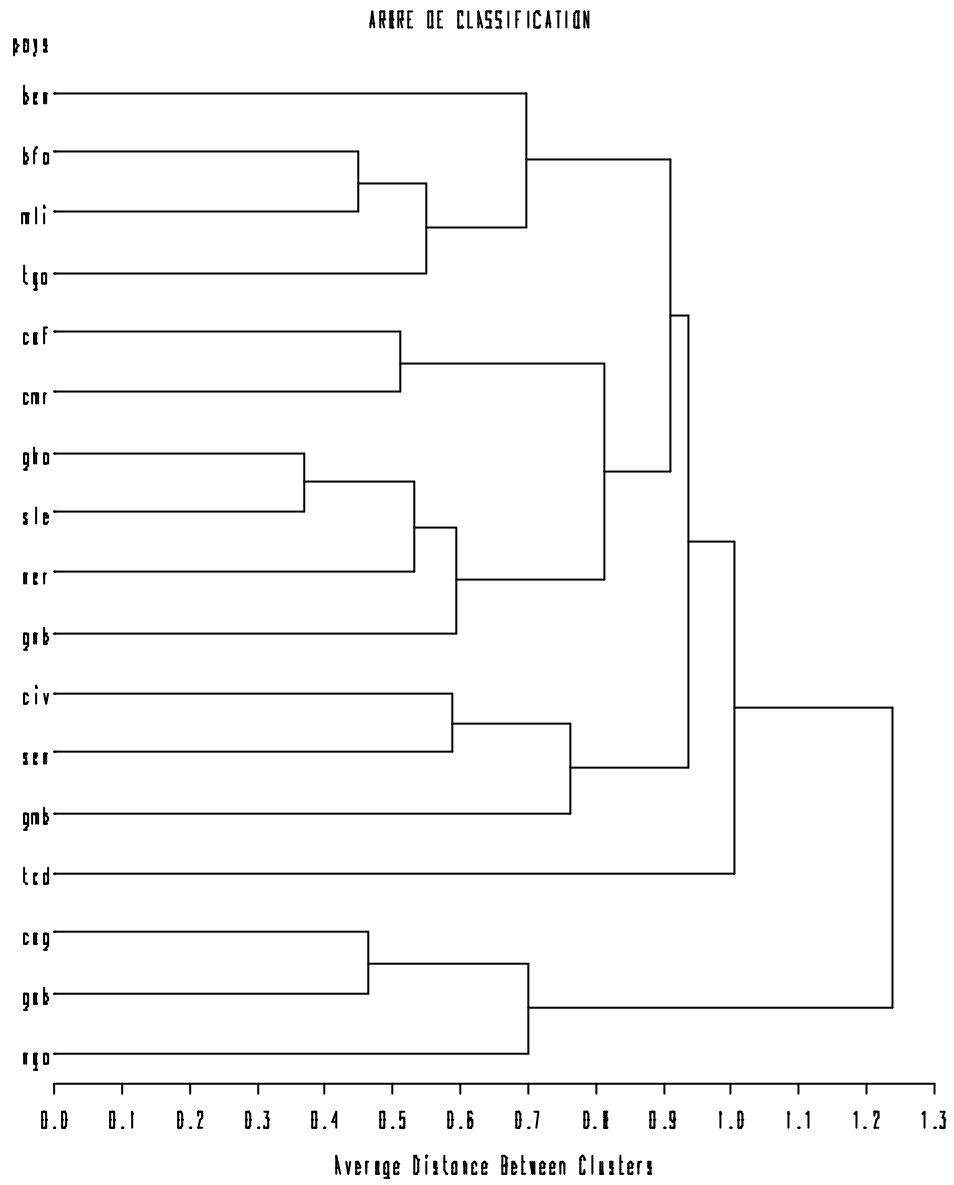 ARBRE DE CLASSIFICATION
pays
ben
bfa
mli
tgo
caf
cmr
gha
sle
ner
gnb
civ
sen
gmb
tcd
cog
gab
nga
0.0 0.1 0.2 0.3 0.4 0.5 0.6 0.7 0.8 0.9 1.0 1.1 1.2 1.3
Average Distance Between Clusters